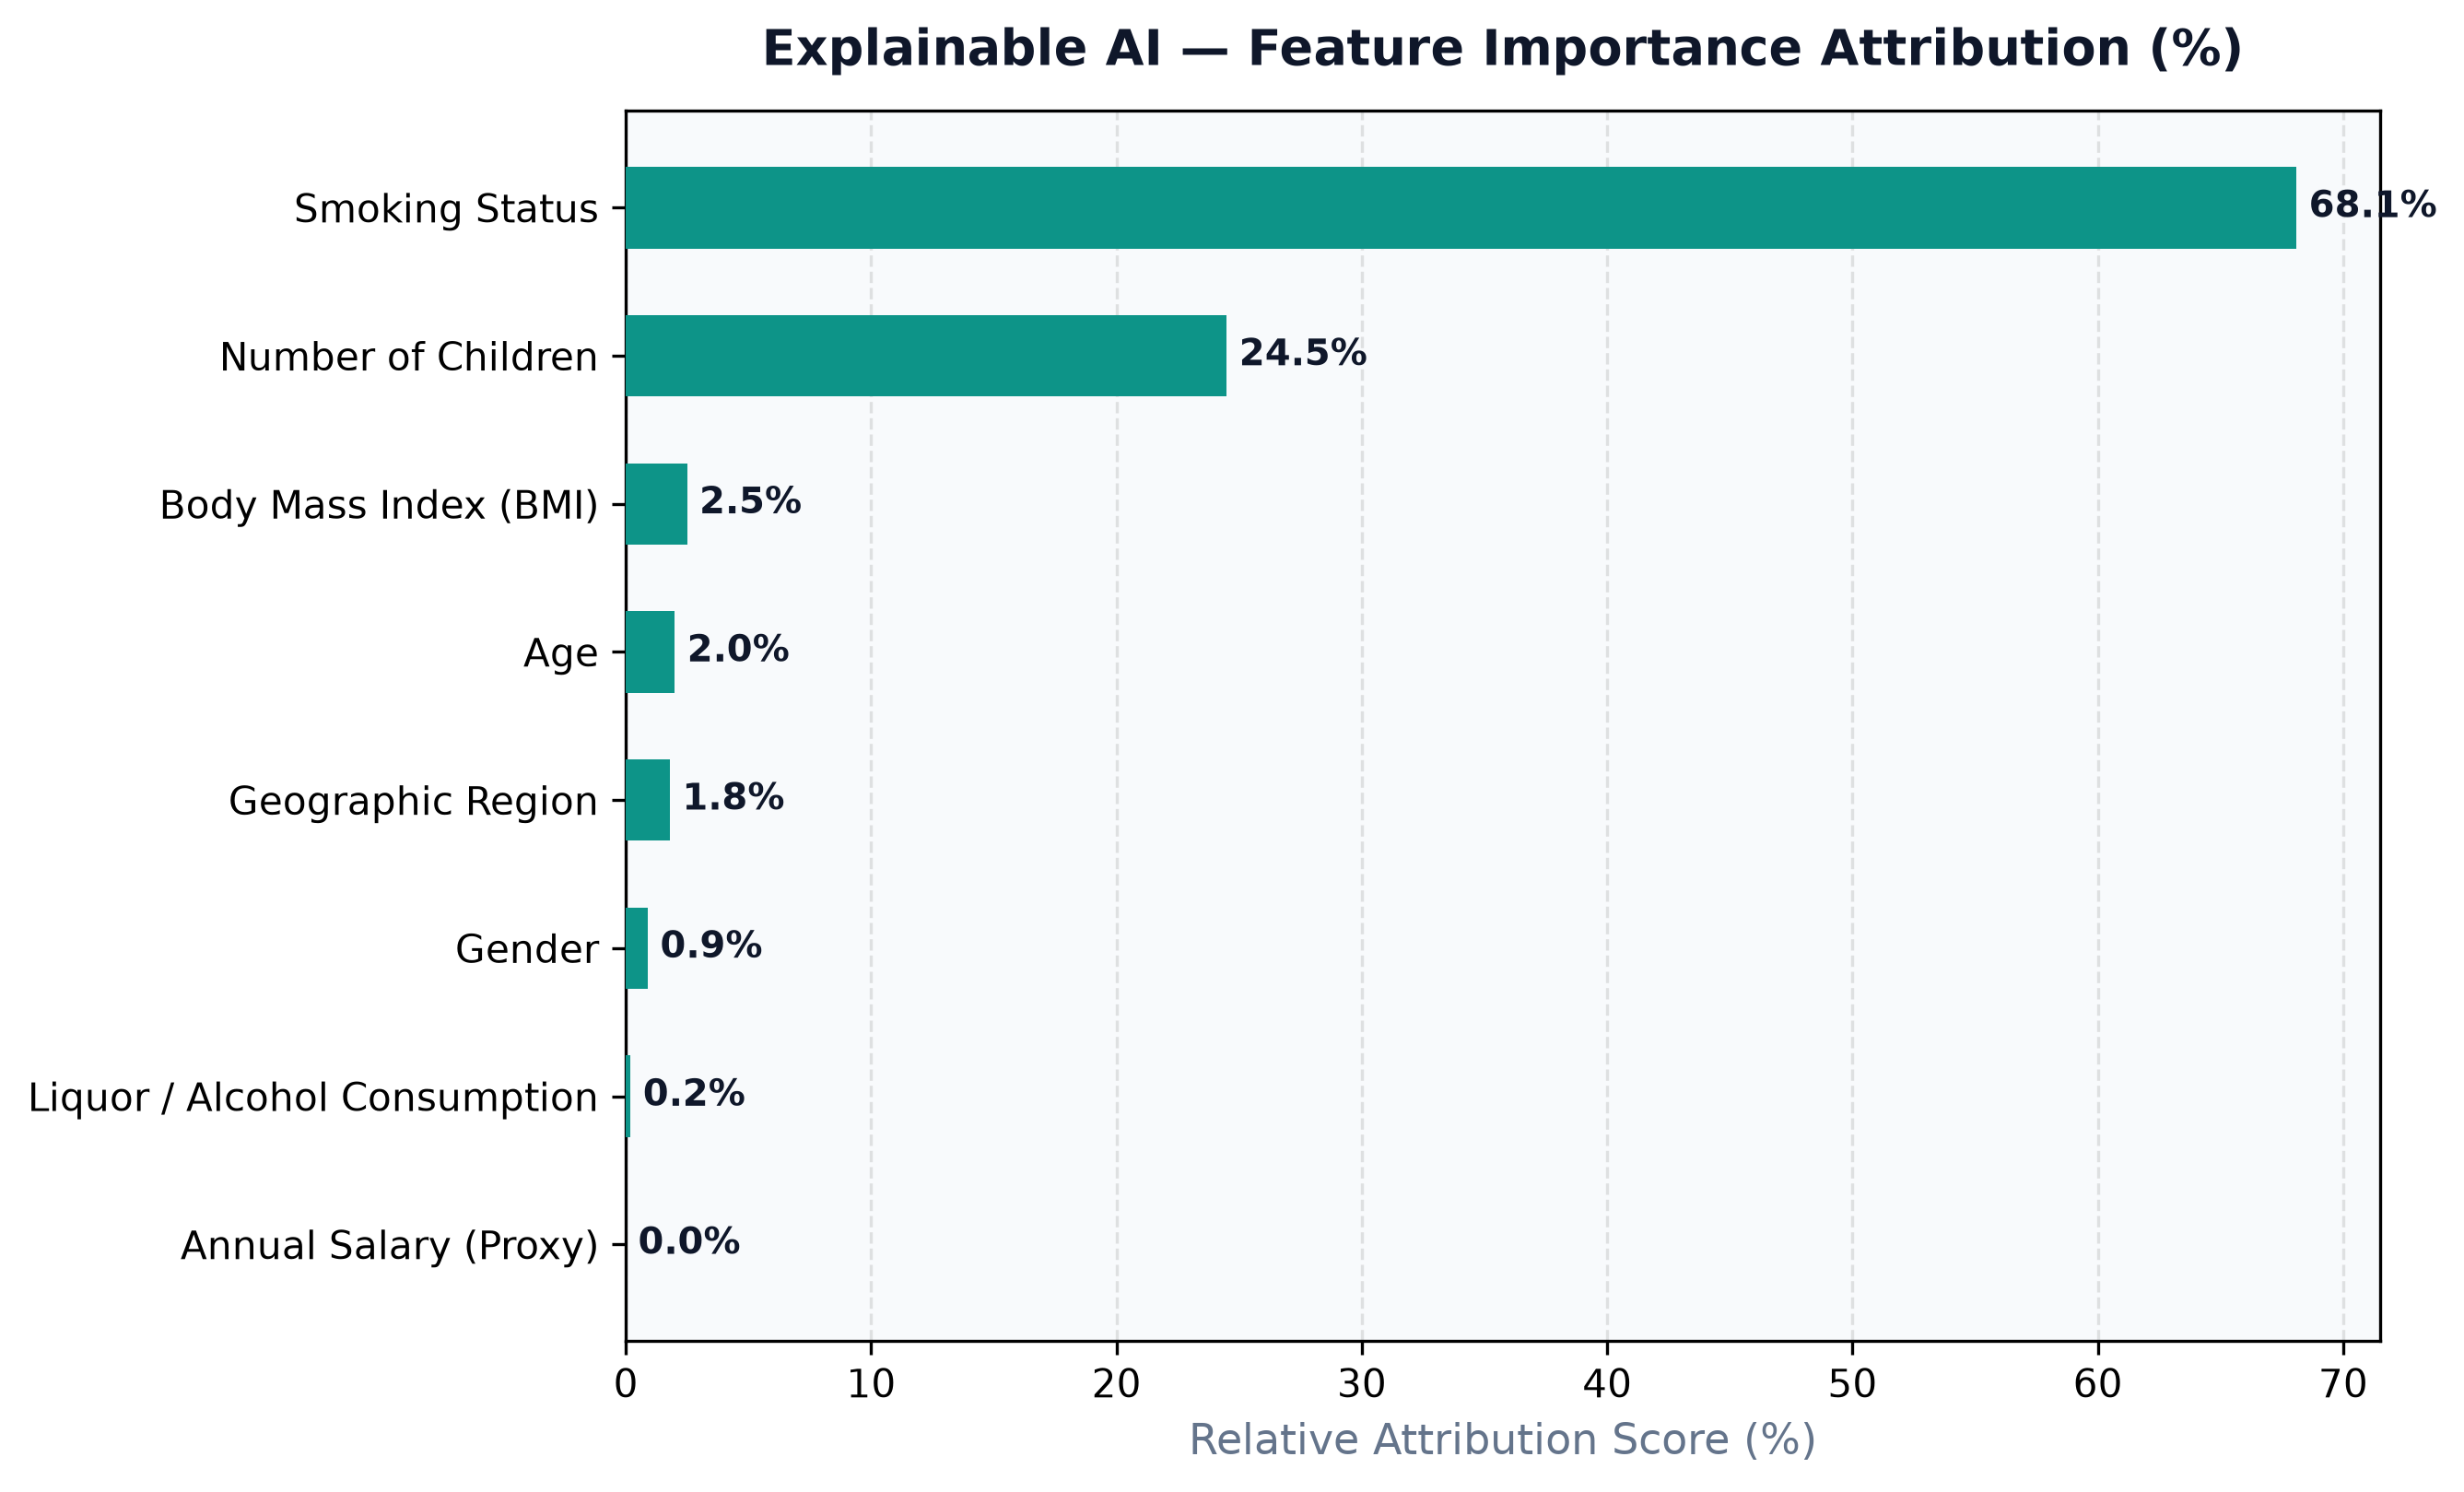 Explainable AI — Feature Importance Attribution (%)
Smoking Status 68.1%
Number of Children 24.5%
Body Mass Index (BMI) 2.5%
Age 2.0%
Geographic Region 1.8%
Gender 0.9%
Liquor / Alcohol Consumption 0.2%
Annual Salary (Proxy) 0.0%
0 10 20 30 40 50 60 70
Relative Attribution Score (%)